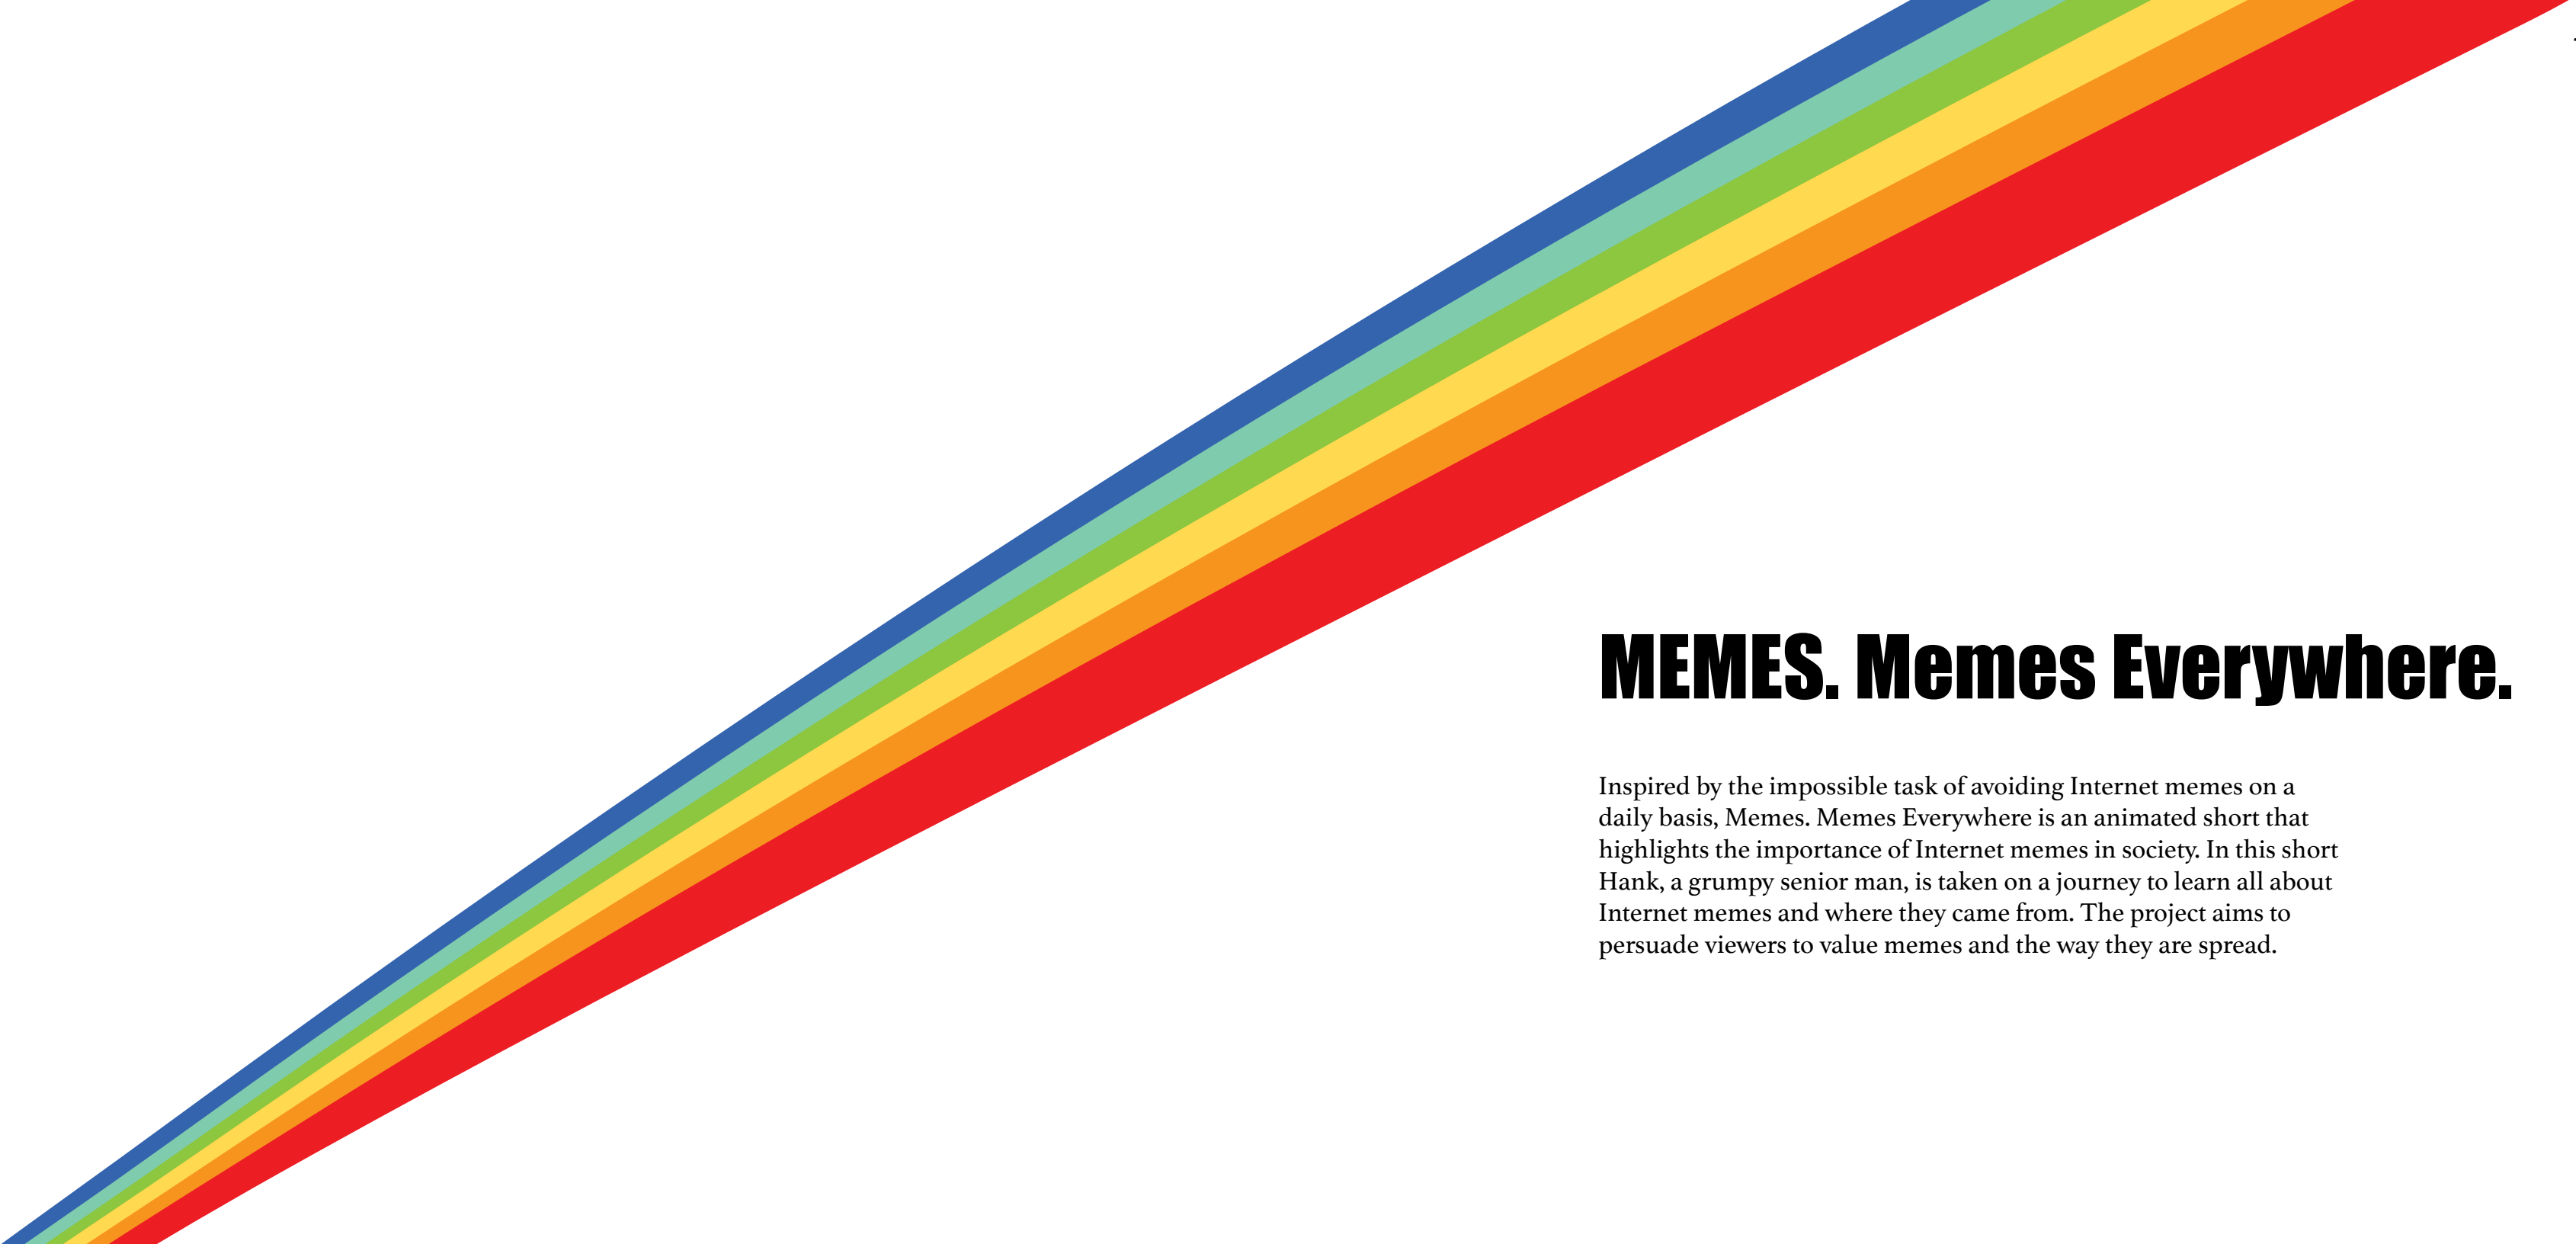 MEMES. Memes Everywhere.
Inspired by the impossible task of avoiding Internet memes on a
daily basis, Memes. Memes Everywhere is an animated short that
highlights the importance of Internet memes in society. In this short
Hank, a grumpy senior man, is taken on a journey to learn all about
Internet memes and where they came from. The project aims to
persuade viewers to value memes and the way they are spread.